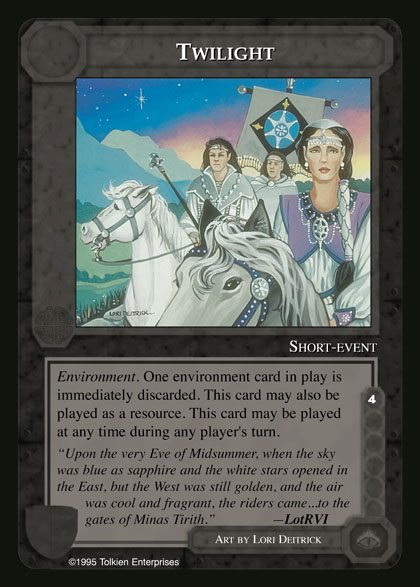 Twilight
LORI DEITRICK
Short-event
Environment. One environment card in play is
immediately discarded. This card may also be
played as a resource. This card may be played
at any time during any player's turn.
4
“Upon the very Eve of Midsummer, when the sky
was blue as sapphire and the white stars opened in
the East, but the West was still golden, and the air
was cool and fragrant, the riders came...to the
gates of Minas Tirith.” —LotRVI
Art by Lori Deitrick
©1995 Tolkien Enterprises